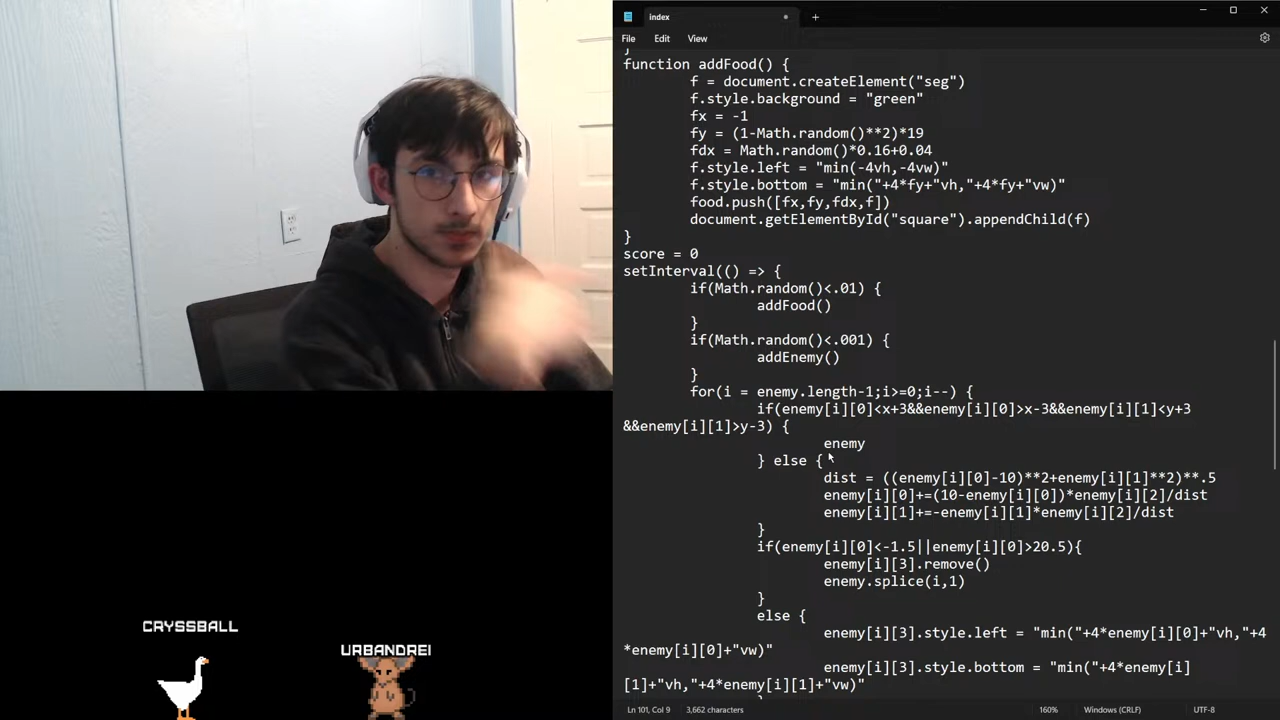 index
File Edit View
}
function addFood() {
f = document.createElement("seg")
f.style.background = "green"
fx = -1
fy = (1-Math.random()**2)*19
fdx = Math.random()*0.16+0.04
f.style.left = "min(-4vh,-4vw)"
f.style.bottom = "min("+4*fy+"vh,"+4*fy+"vw)"
food.push([fx,fy,fdx,f])
document.getElementById("square").appendChild(f)
}
score = 0
setInterval(() => {
if(Math.random()<.01) {
addFood()
}
if(Math.random()<.001) {
addEnemy()
}
for(i = enemy.length-1;i>=0;i--) {
if(enemy[i][0]<x+3&&enemy[i][0]>x-3&&enemy[i][1]<y+3
&&enemy[i][1]>y-3) {
enemy
} else {
dist = ((enemy[i][0]-10)**2+enemy[i][1]**2)**.5
enemy[i][0]+=(10-enemy[i][0])*enemy[i][2]/dist
enemy[i][1]+=-enemy[i][1]*enemy[i][2]/dist
}
if(enemy[i][0]<-1.5||enemy[i][0]>20.5){
enemy[i][3].remove()
enemy.splice(i,1)
}
else {
enemy[i][3].style.left = "min("+4*enemy[i][0]+"vh,"+4
*enemy[i][0]+"vw)"
enemy[i][3].style.bottom = "min("+4*enemy[i]
[1]+"vh,"+4*enemy[i][1]+"vw)"
Ln 101, Col 9 3,662 characters 160% Windows (CRLF) UTF-8
CRYSSBALL
URBANDREI